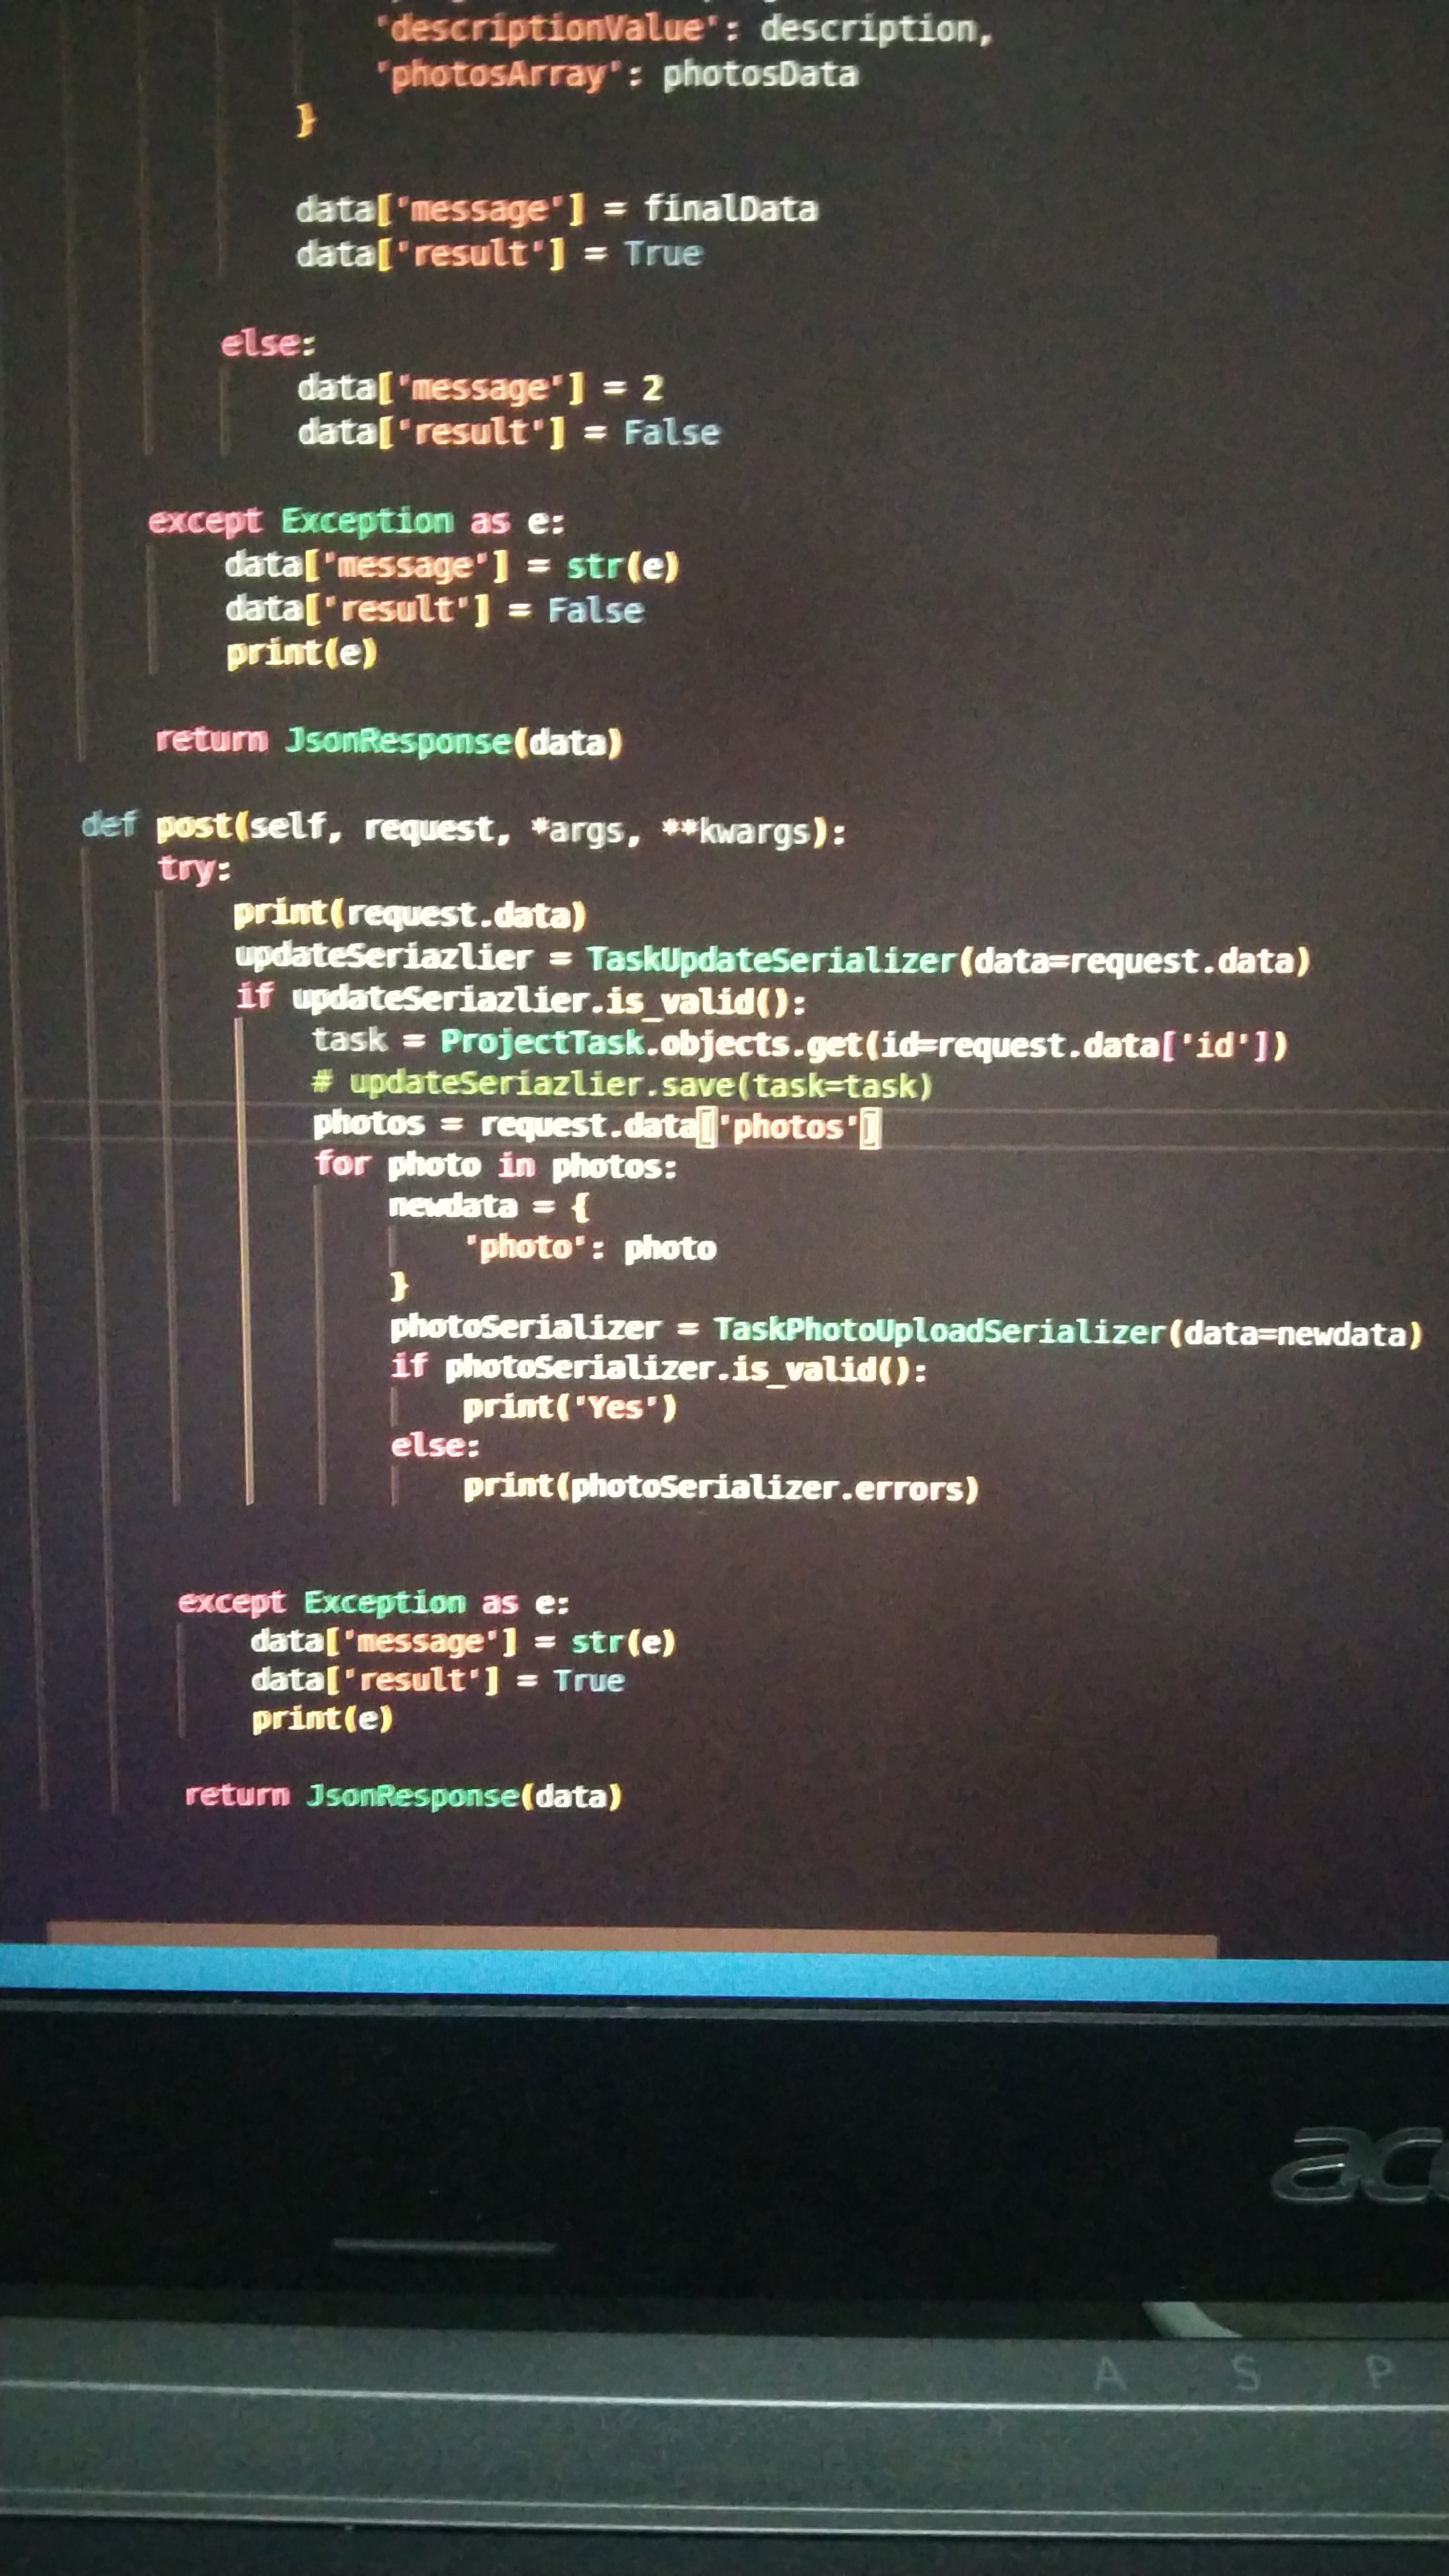 'descriptionValue': description,
'photosArray': photosData
}
data['message'] = finalData
data['result'] = True
else:
data['message'] = 2
data['result'] = False
except Exception as e:
data['message'] = str(e)
data['result'] = False
print(e)
return JsonResponse(data)
def post(self, request, *args, **kwargs):
try:
print(request.data)
updateSeriazlier = TaskUpdateSerializer(data=request.data)
if updateSeriazlier.is_valid():
task = ProjectTask.objects.get(id=request.data['id'])
# updateSeriazlier.save(task=task)
photos = request.data['photos']
for photo in photos:
newdata = {
'photo': photo
}
photoSerializer = TaskPhotoUploadSerializer(data=newdata)
if photoSerializer.is_valid():
print('Yes')
else:
print(photoSerializer.errors)
except Exception as e:
data['message'] = str(e)
data['result'] = True
print(e)
return JsonResponse(data)
ac
A S P